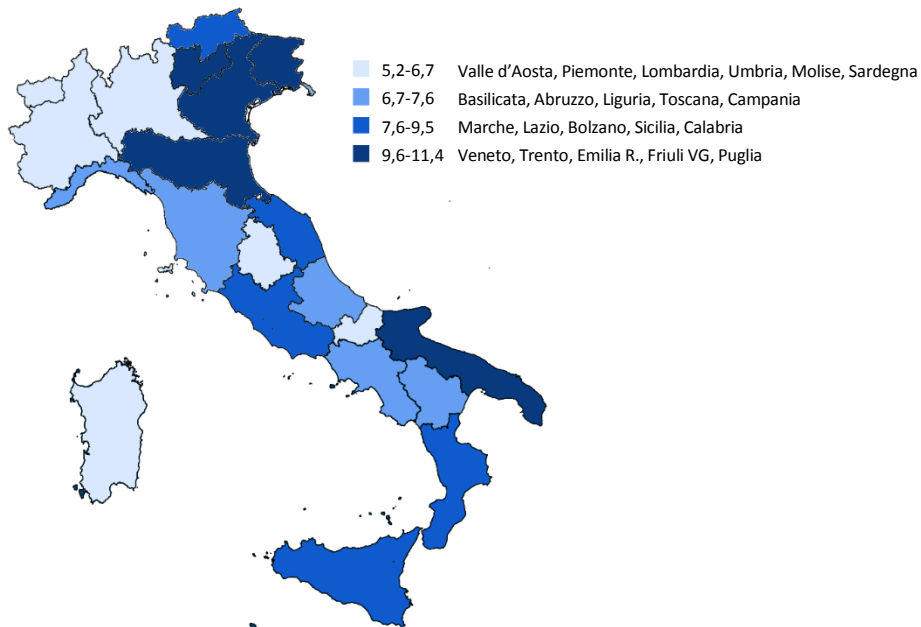 5,2-6,7 Valle d’Aosta, Piemonte, Lombardia, Umbria, Molise, Sardegna
6,7-7,6 Basilicata, Abruzzo, Liguria, Toscana, Campania
7,6-9,5 Marche, Lazio, Bolzano, Sicilia, Calabria
9,6-11,4 Veneto, Trento, Emilia R., Friuli VG, Puglia